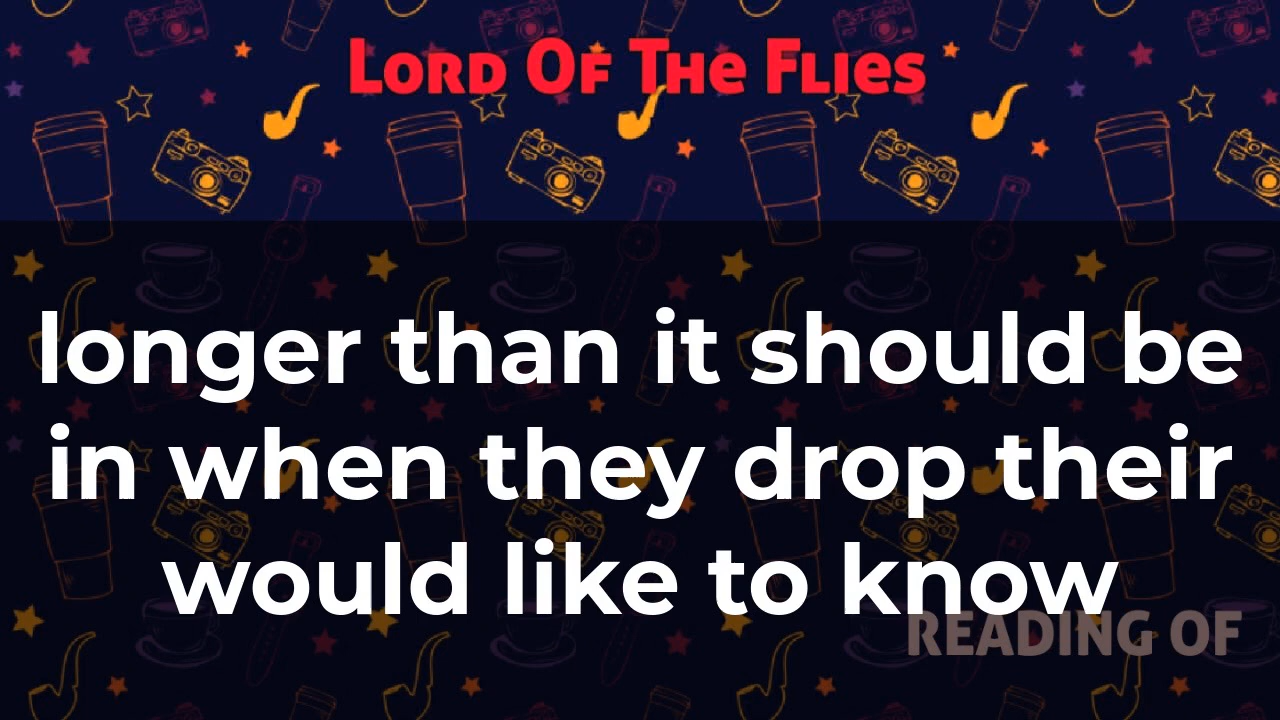 Lord Of The Flies
longer than it should be
in when they drop their
would like to know
READING OF